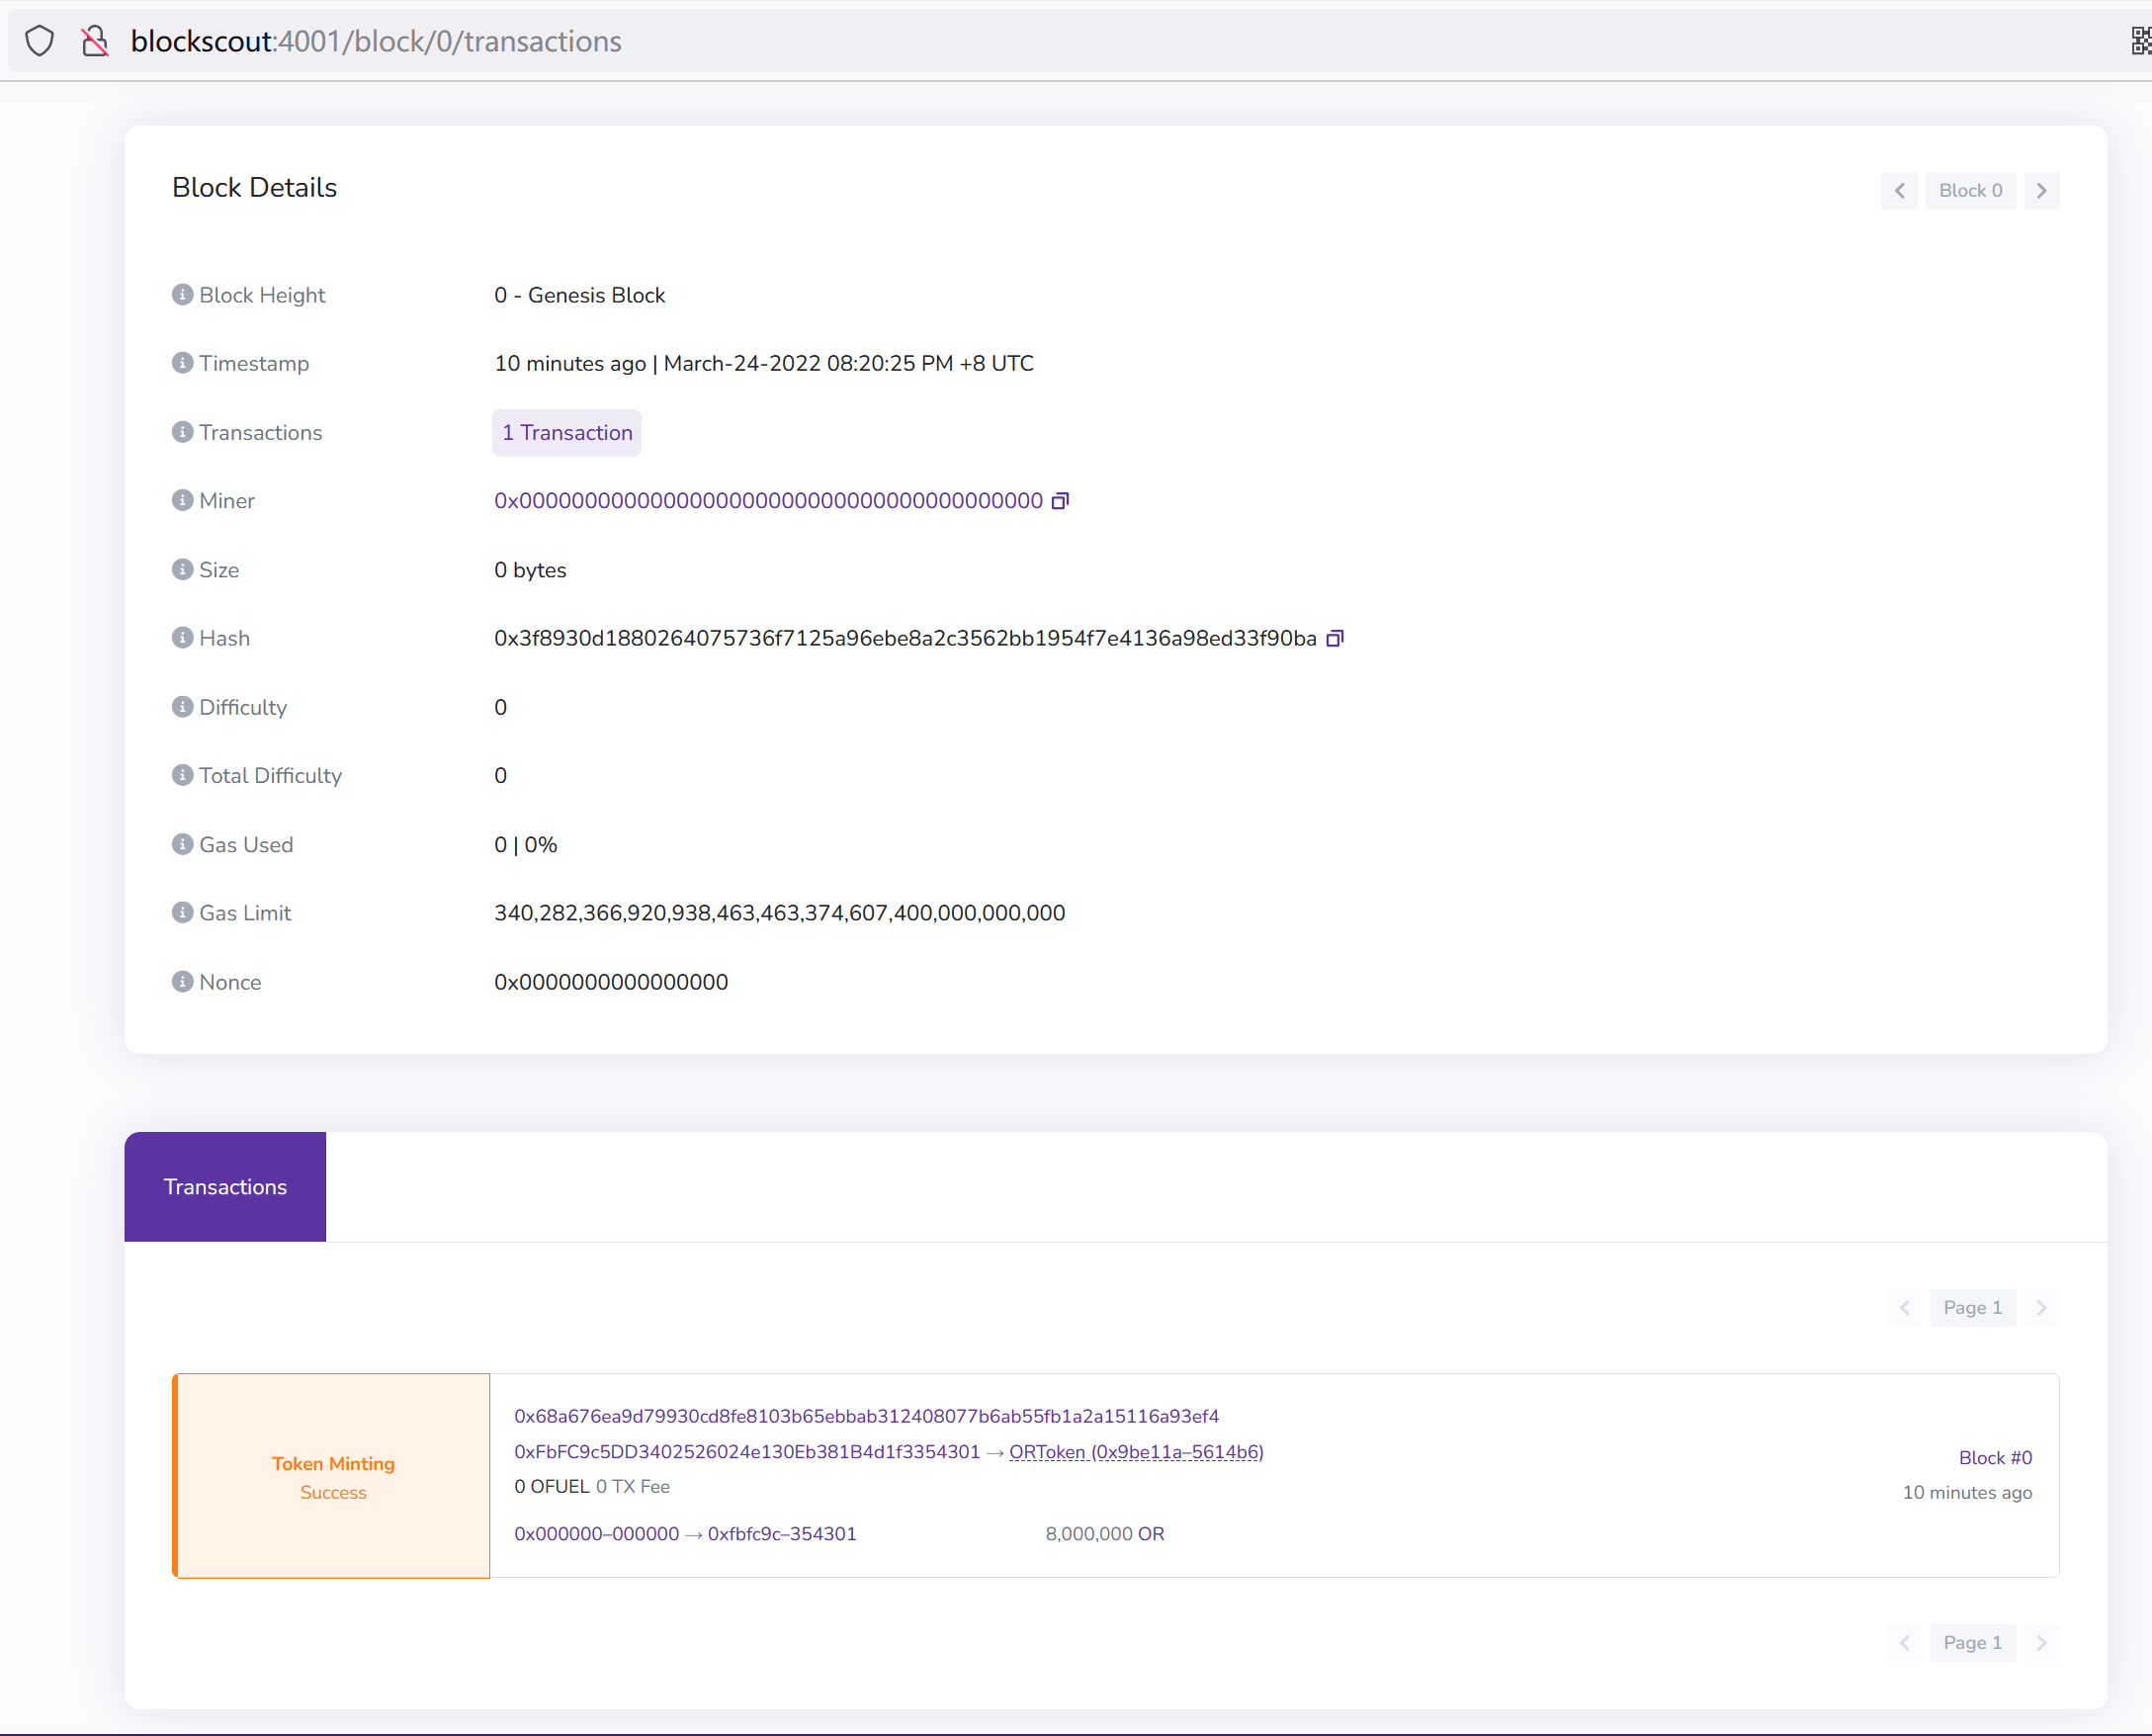 blockscout:4001/block/0/transactions
Block Details
Block 0
Block Height 0 - Genesis Block
Timestamp 10 minutes ago | March-24-2022 08:20:25 PM +8 UTC
Transactions 1 Transaction
Miner 0x0000000000000000000000000000000000000000
Size 0 bytes
Hash 0x3f8930d1880264075736f7125a96ebe8a2c3562bb1954f7e4136a98ed33f90ba
Difficulty 0
Total Difficulty 0
Gas Used 0 | 0%
Gas Limit 340,282,366,920,938,463,463,374,607,400,000,000,000
Nonce 0x0000000000000000
Transactions
Page 1
Token Minting
Success
0x68a676ea9d79930cd8fe8103b65ebbab312408077b6ab55fb1a2a15116a93ef4
0xFbFC9c5DD3402526024e130Eb381B4d1f3354301 → ORToken (0x9be11a–5614b6)
0 OFUEL 0 TX Fee
0x000000–000000 → 0xfbfc9c–354301 8,000,000 OR
Block #0
10 minutes ago
Page 1